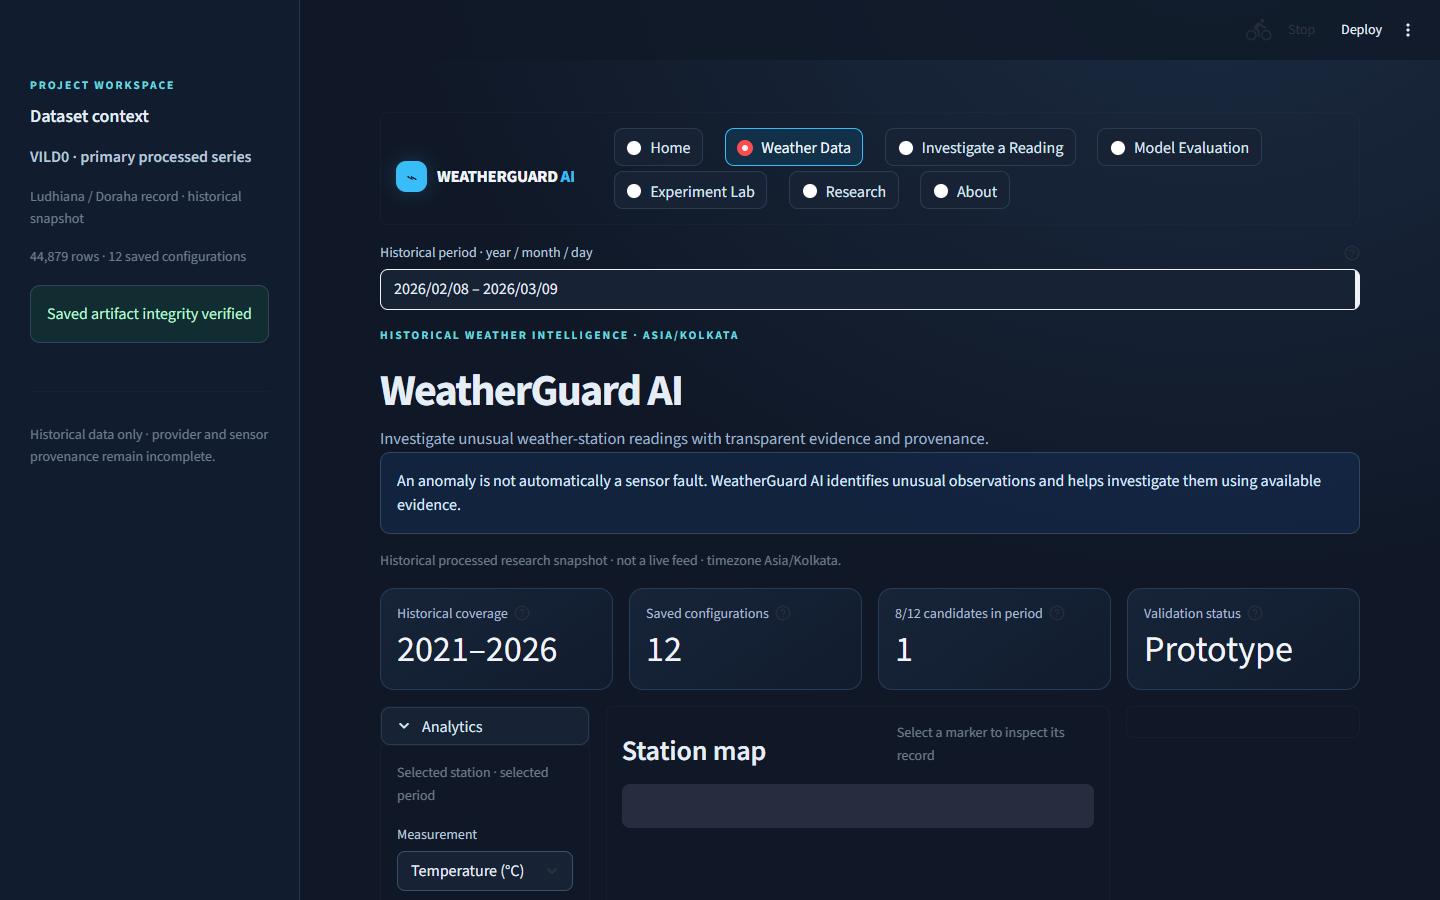 Stop
Deploy
PROJECT WORKSPACE
Dataset context
VILD0 · primary processed series
Ludhiana / Doraha record · historical
snapshot
44,879 rows · 12 saved configurations
Saved artifact integrity verified
Historical data only · provider and sensor
provenance remain incomplete.
WEATHERGUARD AI
Home
Weather Data
Investigate a Reading
Model Evaluation
Experiment Lab
Research
About
Historical period · year / month / day
2026/02/08 – 2026/03/09
HISTORICAL WEATHER INTELLIGENCE · ASIA/KOLKATA
WeatherGuard AI
Investigate unusual weather-station readings with transparent evidence and provenance.
An anomaly is not automatically a sensor fault. WeatherGuard AI identifies unusual observations and helps investigate them using available
evidence.
Historical processed research snapshot · not a live feed · timezone Asia/Kolkata.
Historical coverage
2021–2026
Saved configurations
12
8/12 candidates in period
1
Validation status
Prototype
Analytics
Selected station · selected
period
Measurement
Temperature (°C)
Station map
Select a marker to inspect its
record